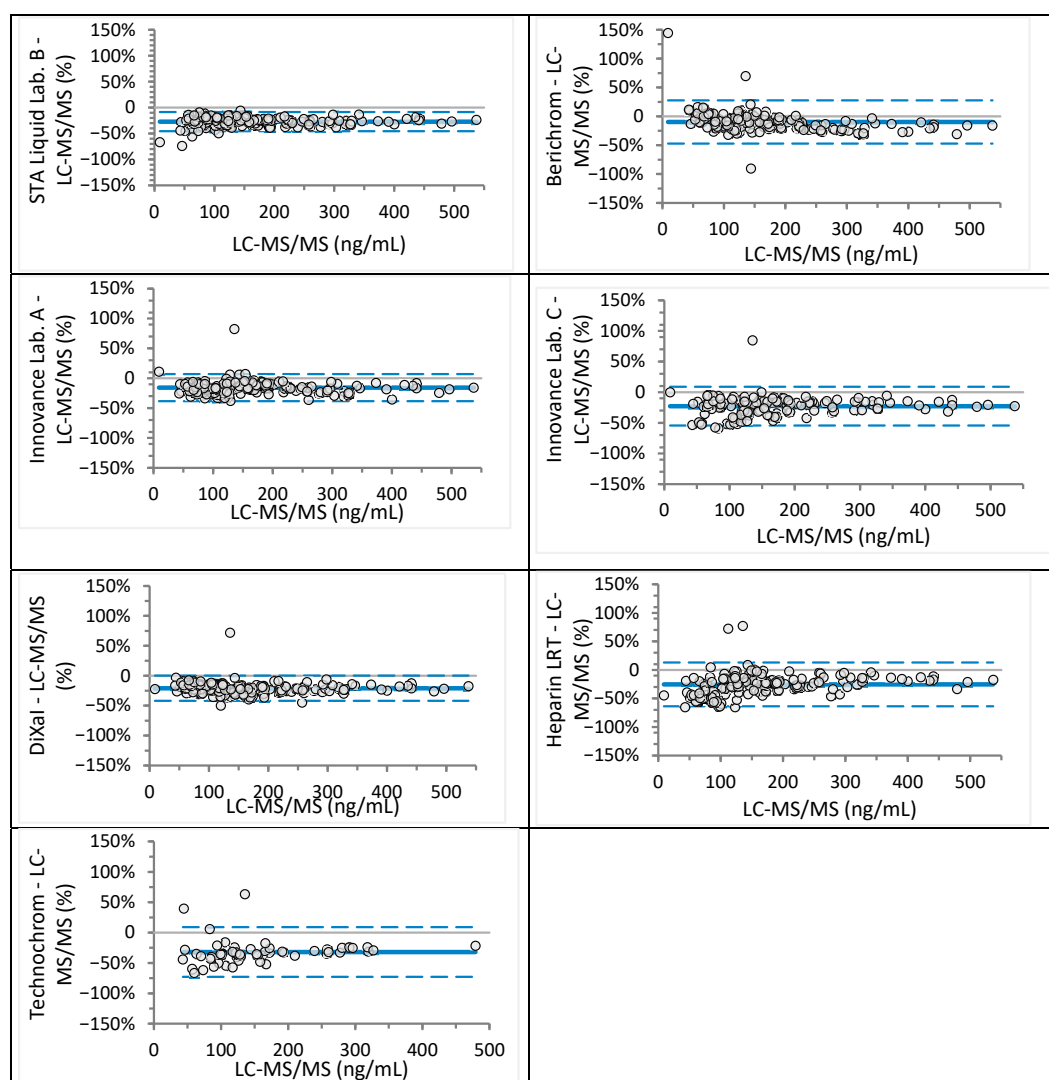 STA Liquid Lab. B -
LC-MS/MS (%)
150%
100%
50%
0
−50%
−100%
−150%
0 100 200 300 400 500
LC-MS/MS (ng/mL)
Berichrom - LC-
MS/MS (%)
150%
100%
50%
0
−50%
−100%
−150%
0 100 200 300 400 500
LC-MS/MS (ng/mL)
Innovance Lab. A -
LC-MS/MS (%)
150%
100%
50%
0
−50%
−100%
−150%
0 100 200 300 400 500
LC-MS/MS (ng/mL)
Innovance Lab. C -
LC-MS/MS (%)
150%
100%
50%
0
−50%
−100%
−150%
0 100 200 300 400 500
LC-MS/MS (ng/mL)
DiXaI - LC-MS/MS
(%)
150%
100%
50%
0
−50%
−100%
−150%
0 100 200 300 400 500
LC-MS/MS (ng/mL)
Heparin LRT - LC-
MS/MS (%)
150%
100%
50%
0
−50%
−100%
−150%
0 100 200 300 400 500
LC-MS/MS (ng/mL)
Technochrom - LC-
MS/MS (%)
150%
100%
50%
0
−50%
−100%
−150%
0 100 200 300 400 500
LC-MS/MS (ng/mL)